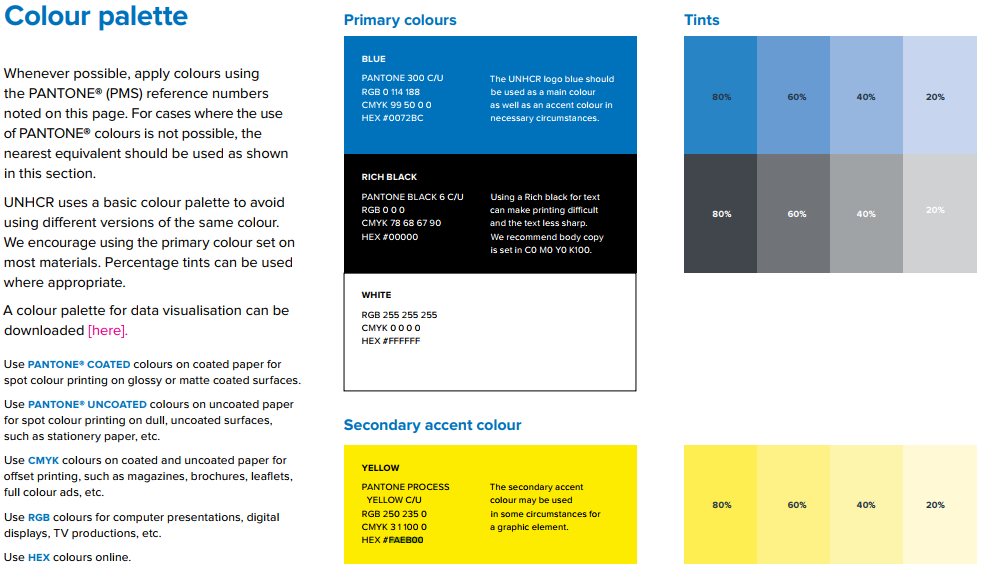 Colour palette
Whenever possible, apply colours using
the PANTONE® (PMS) reference numbers
noted on this page. For cases where the use
of PANTONE® colours is not possible, the
nearest equivalent should be used as shown
in this section.
UNHCR uses a basic colour palette to avoid
using different versions of the same colour.
We encourage using the primary colour set on
most materials. Percentage tints can be used
where appropriate.
A colour palette for data visualisation can be
downloaded [here].
Use PANTONE® COATED colours on coated paper for
spot colour printing on glossy or matte coated surfaces.
Use PANTONE® UNCOATED colours on uncoated paper
for spot colour printing on dull, uncoated surfaces,
such as stationery paper, etc.
Use CMYK colours on coated and uncoated paper for
offset printing, such as magazines, brochures, leaflets,
full colour ads, etc.
Use RGB colours for computer presentations, digital
displays, TV productions, etc.
Use HEX colours online.
Primary colours
BLUE
PANTONE 300 C/U
RGB 0 114 188
CMYK 99 50 0 0
HEX #0072BC
The UNHCR logo blue should
be used as a main colour
as well as an accent colour in
necessary circumstances.
RICH BLACK
PANTONE BLACK 6 C/U
RGB 0 0 0
CMYK 78 68 67 90
HEX #00000
Using a Rich black for text
can make printing difficult
and the text less sharp.
We recommend body copy
is set in C0 M0 Y0 K100.
WHITE
RGB 255 255 255
CMYK 0 0 0 0
HEX #FFFFFF
Secondary accent colour
YELLOW
PANTONE PROCESS
YELLOW C/U
RGB 250 235 0
CMYK 3 1 100 0
HEX #FAEB00
The secondary accent
colour may be used
in some circumstances for
a graphic element.
Tints
80% 60% 40% 20%
80% 60% 40% 20%
80% 60% 40% 20%